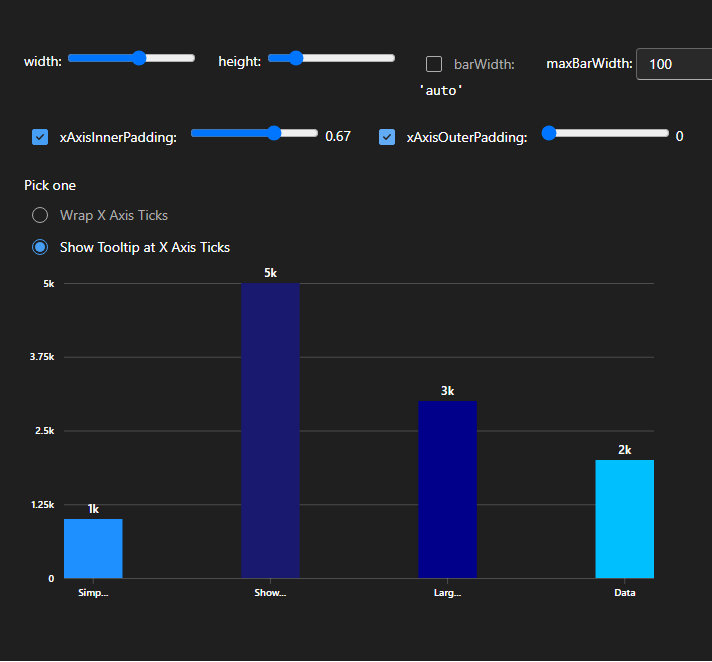 width: height: barWidth: maxBarWidth: 100
'auto'
xAxisInnerPadding: 0.67 xAxisOuterPadding: 0
Pick one
Wrap X Axis Ticks
Show Tooltip at X Axis Ticks
5k
5k
3.75k
3k
2.5k
2k
1.25k
1k
0
Simp... Show... Larg... Data